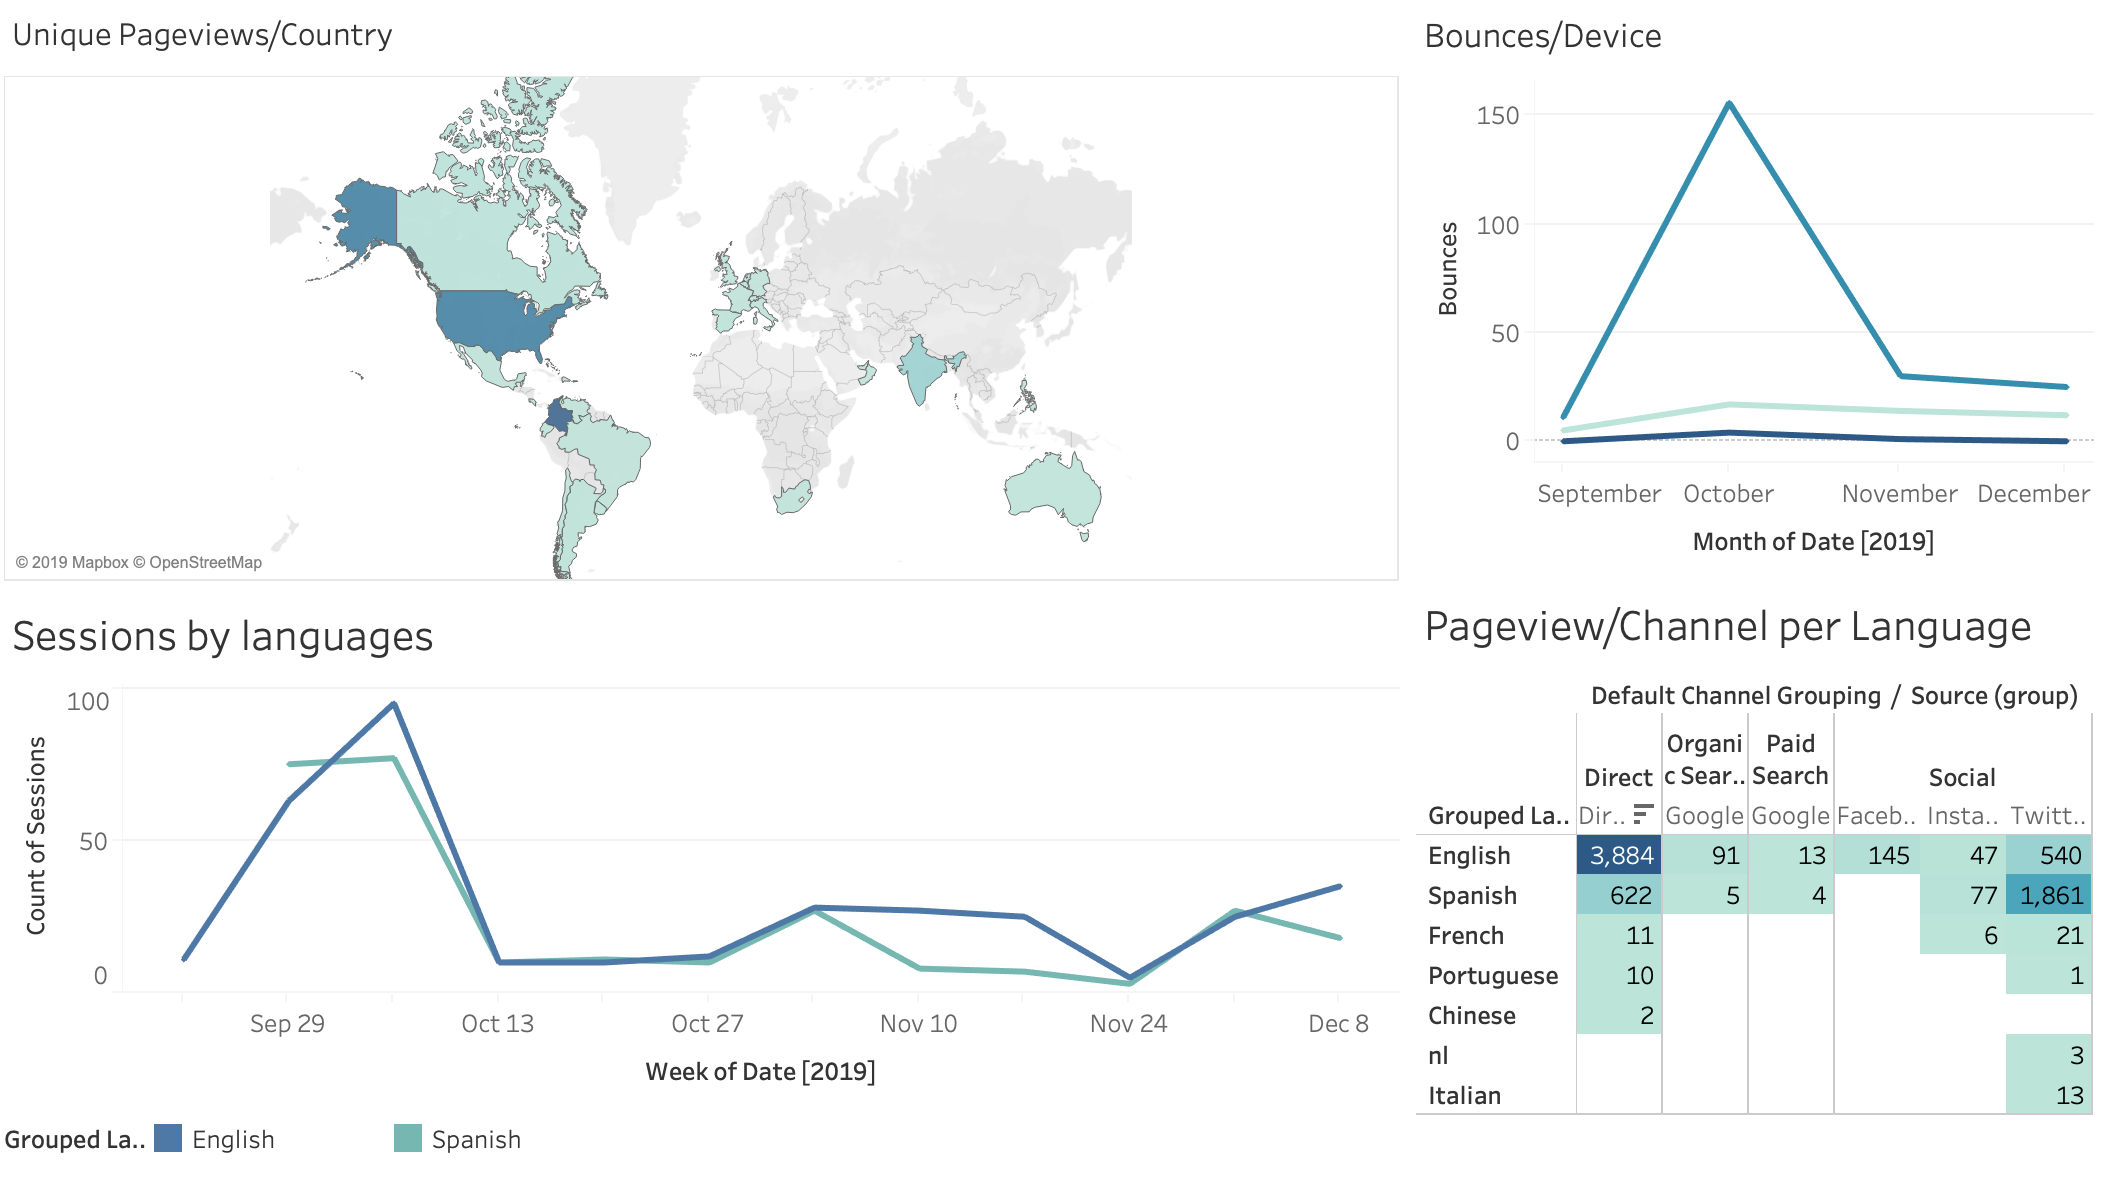 Unique Pageviews/Country
© 2019 Mapbox © OpenStreetMap
Bounces/Device
150
100
50
0
Bounces
September October November December
Month of Date [2019]
Sessions by languages
100
50
0
Count of Sessions
Sep 29 Oct 13 Oct 27 Nov 10 Nov 24 Dec 8
Week of Date [2019]
Grouped La.. English Spanish
Pageview/Channel per Language
Default Channel Grouping / Source (group)
Organi Paid
Direct c Sear.. Search Social
Grouped La.. Dir.. Google Google Faceb.. Insta.. Twitt..
English 3,884 91 13 145 47 540
Spanish 622 5 4 77 1,861
French 11 6 21
Portuguese 10 1
Chinese 2
nl 3
Italian 13